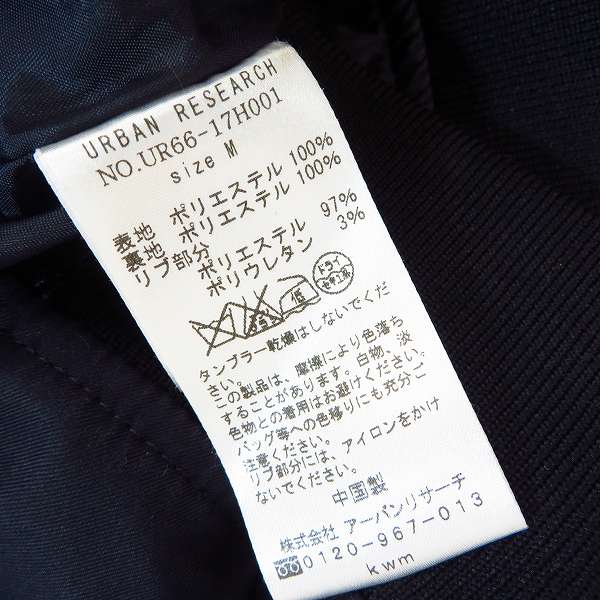 URBAN RESEARCH
NO.UR66-17H001
size M
表地 ポリエステル 100%
裏地 ポリエステル 100%
リブ部分
ポリエステル 97%
ポリウレタン 3%
低 ドライ セキユ系
タンブラー乾燥はしないでくだ
さい。
この製品は、摩擦により色落ち
することがあります。白物、淡
色物との着用はお避けください。
バッグ等への色移りにも充分ご
注意ください。
リブ部分には、アイロンをかけ
ないでください。
中国製
株式会社 アーバンリサーチ
0120-967-013
kwm